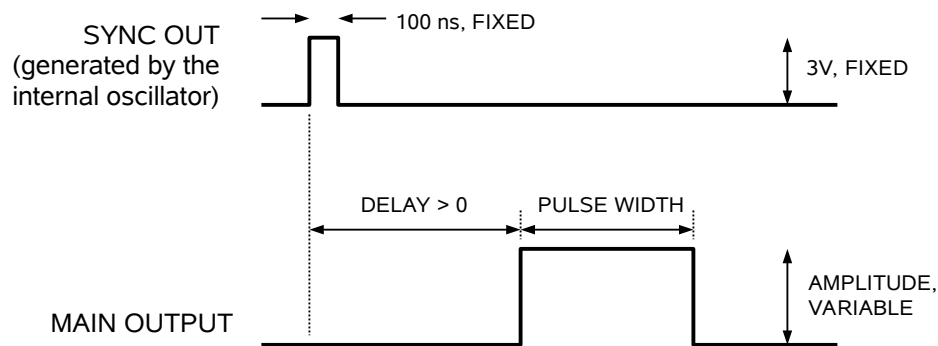 100 ns, FIXED
SYNC OUT
(generated by the
internal oscillator)
3V, FIXED
DELAY > 0
PULSE WIDTH
AMPLITUDE,
VARIABLE
MAIN OUTPUT